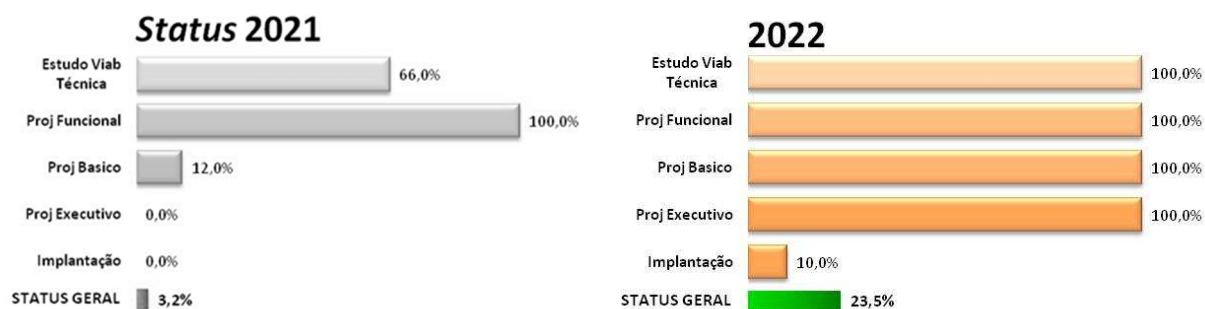 Status 2021
Estudo Viab
Técnica
66,0%
Proj Funcional
100,0%
Proj Basico
12,0%
Proj Executivo
0,0%
Implantação
0,0%
STATUS GERAL
3,2%
2022
Estudo Viab
Técnica
100,0%
Proj Funcional
100,0%
Proj Basico
100,0%
Proj Executivo
100,0%
Implantação
10,0%
STATUS GERAL
23,5%